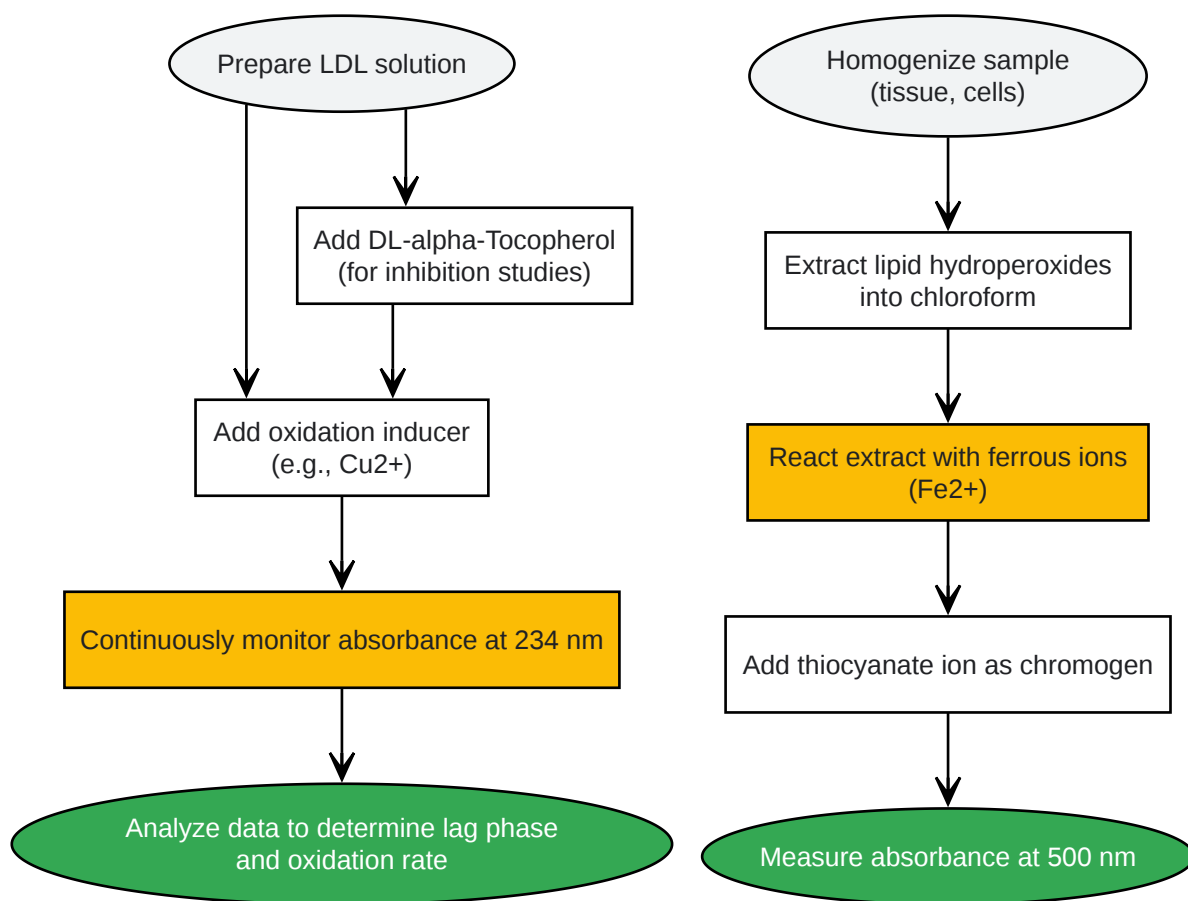 Prepare LDL solution
Add DL-alpha-Tocopherol
(for inhibition studies)
Add oxidation inducer
(e.g., Cu2+)
Continuously monitor absorbance at 234 nm
Analyze data to determine lag phase
and oxidation rate
Homogenize sample
(tissue, cells)
Extract lipid hydroperoxides
into chloroform
React extract with ferrous ions
(Fe2+)
Add thiocyanate ion as chromogen
Measure absorbance at 500 nm